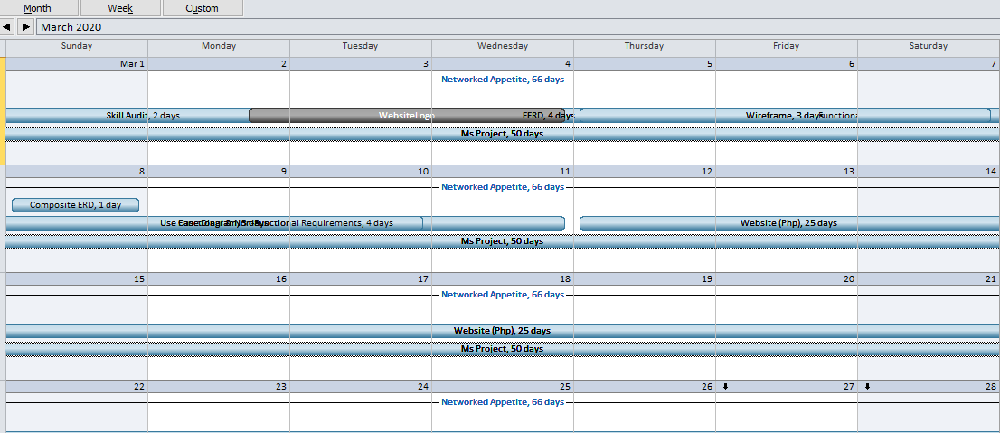 Month Week Custom
March 2020
Sunday Monday Tuesday Wednesday Thursday Friday Saturday
Mar 1 2 3 4 5 6 7
Networked Appetite, 66 days
Skill Audit, 2 days WebsiteLogo EERD, 4 days Wireframe, 3 days Functiona
Ms Project, 50 days
8 9 10 11 12 13 14
Networked Appetite, 66 days
Composite ERD, 1 day
Use Functional Requirements, 4 days Website (Php), 25 days
Ms Project, 50 days
15 16 17 18 19 20 21
Networked Appetite, 66 days
Website (Php), 25 days
Ms Project, 50 days
22 23 24 25 26 27 28
Networked Appetite, 66 days